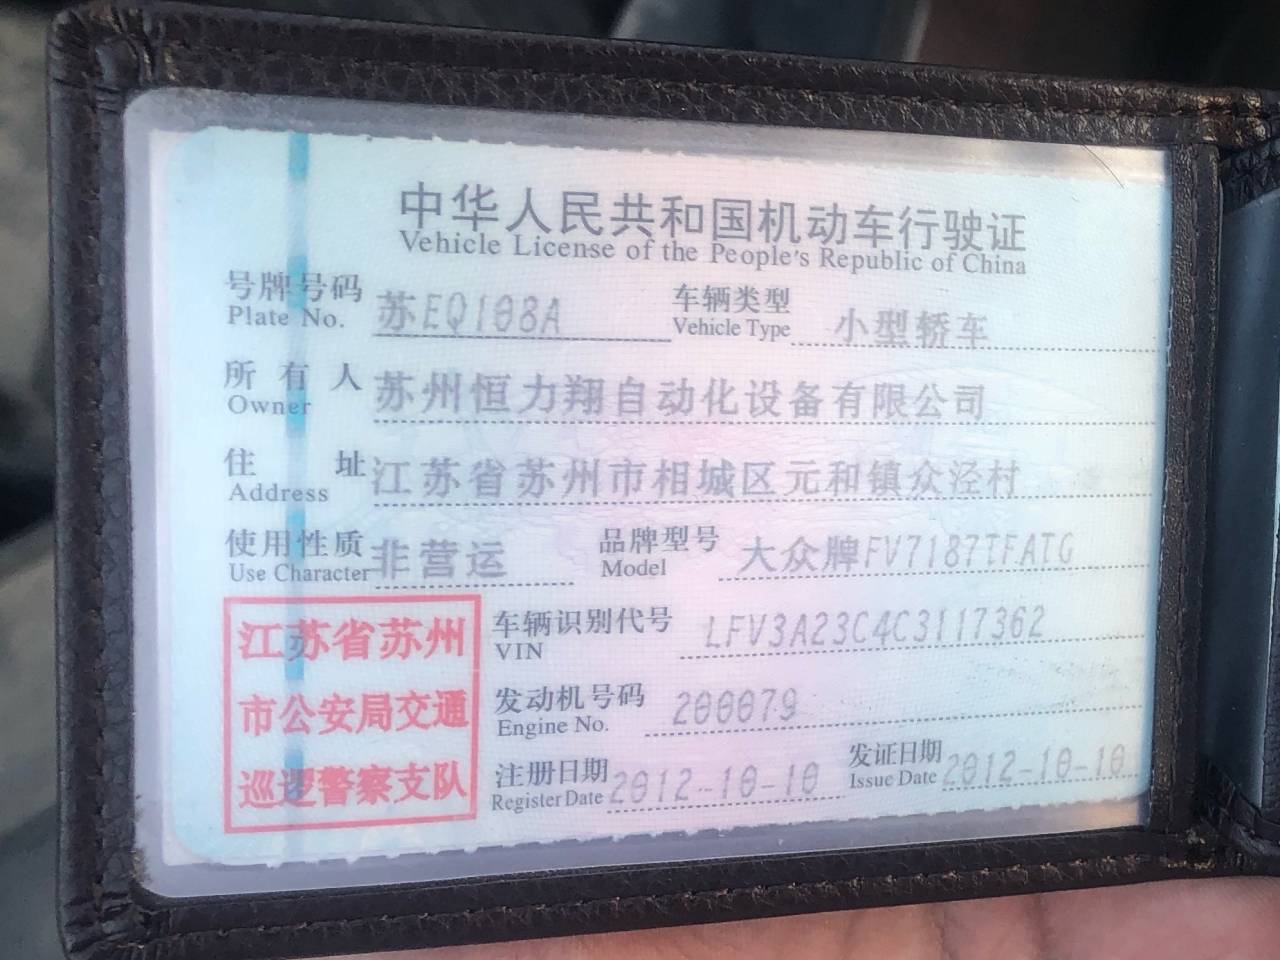 中华人民共和国机动车行驶证
Vehicle License of the People's Republic of China
号牌号码 苏EQ108A 车辆类型 小型轿车
Plate No. Vehicle Type
所有人 苏州恒力翔自动化设备有限公司
Owner
住址 江苏省苏州市相城区元和镇众泾村
Address
使用性质 非营运 品牌型号 大众牌FV7187TFATG
Use Character Model
江苏省苏州
市公安局交通
巡逻警察支队
车辆识别代号 LFV3A23C4C3117362
VIN
发动机号码 200079
Engine No.
注册日期 2012-10-10 发证日期 2012-10-10
Register Date Issue Date